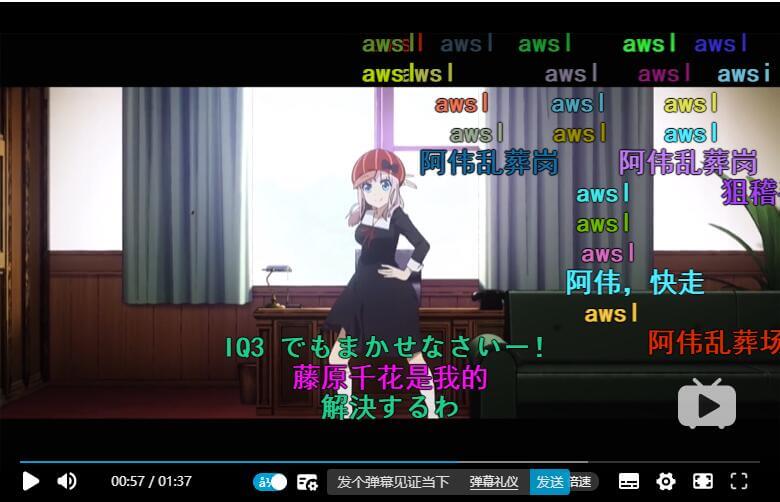 awsl awsl awsl awsl awsl
awsl awsl awsl awsl awsi
awsl awsl awsl
awsl awsl awsl
阿伟乱葬岗 阿伟乱葬岗
awsl 狙稽
awsl
awsl
阿伟，快走
awsl
阿伟乱葬场
IQ3 でもまかせなさいー!
藤原千花是我的
解決するわ
00:57 / 01:37 发个弹幕见证当下 弹幕礼仪 发送 倍速